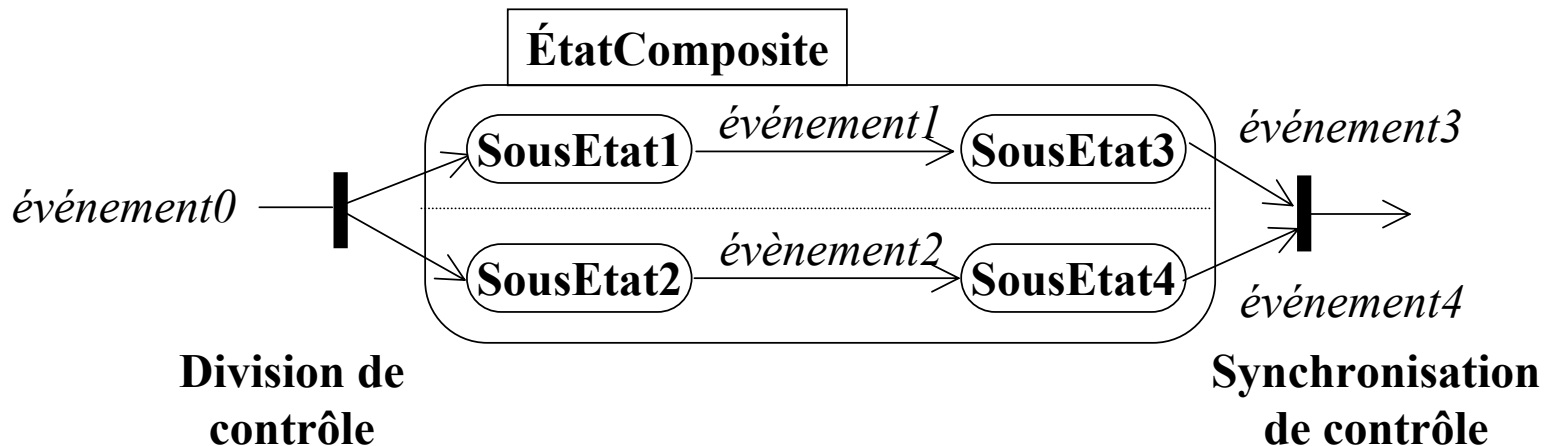 ÉtatComposite
événement0
SousEtat1
événement1
SousEtat3
événement3
SousEtat2
évènement2
SousEtat4
événement4
Division de
contrôle
Synchronisation
de contrôle